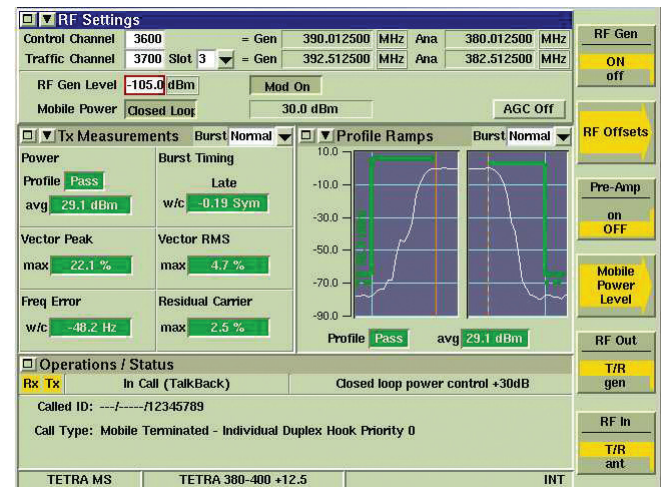 RF Settings
Control Channel 3600 = Gen 390.012500 MHz Ana 380.012500 MHz
Traffic Channel 3700 Slot 3 = Gen 392.512500 MHz Ana 382.512500 MHz
RF Gen Level -105.0 dBm Mod On
Mobile Power Closed Loop 30.0 dBm AGC Off
Tx Measurements Burst Normal
Power Burst Timing
Profile Pass Late
avg 29.1 dBm w/c -0.19 Sym
Vector Peak Vector RMS
max 22.1 % max 4.7 %
Freq Error Residual Carrier
w/c -48.2 Hz max 2.5 %
Profile Ramps Burst Normal
10.0
-10.0
-30.0
-50.0
-70.0
-90.0
Profile Pass avg 29.1 dBm
Operations / Status
Rx Tx In Call (TalkBack) Closed loop power control +30dB
Called ID: ---/-----/12345789
Call Type: Mobile Terminated - Individual Duplex Hook Priority 0
TETRA MS TETRA 380-400 +12.5 INT
RF Gen
ON
off
RF Offsets
Pre-Amp
on
OFF
Mobile
Power
Level
RF Out
T/R
gen
RF In
T/R
ant